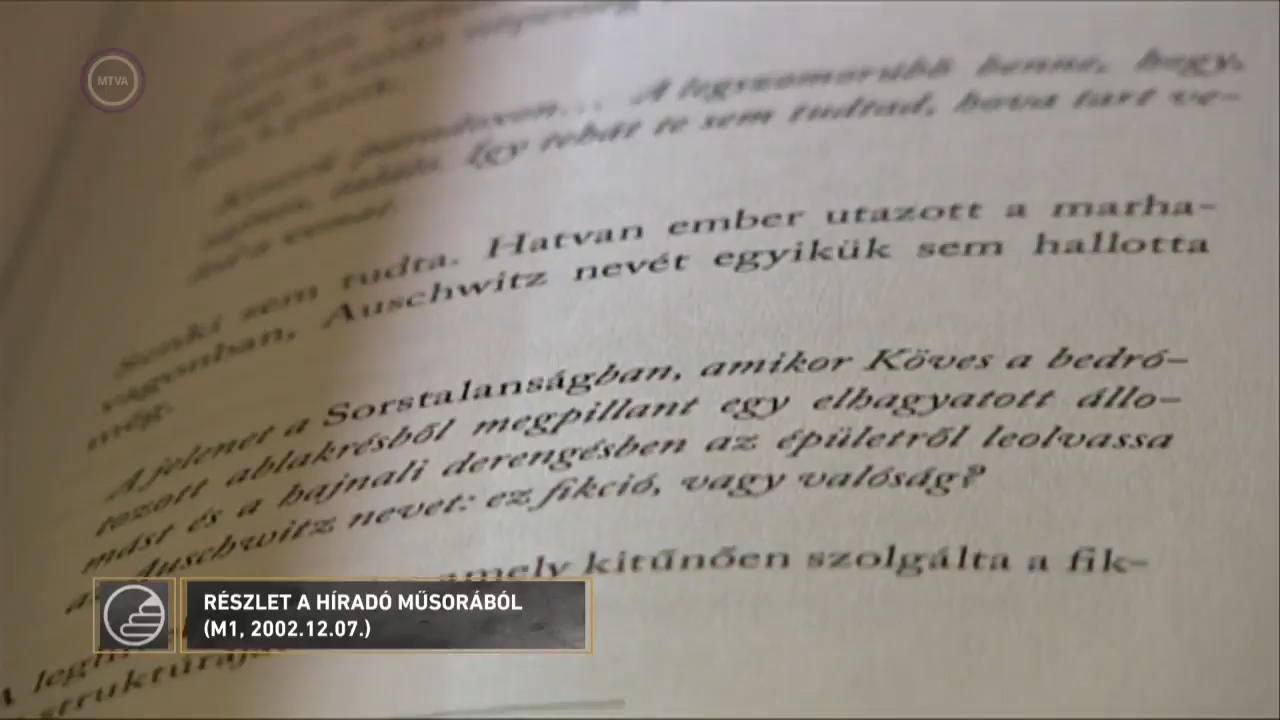 MTVA
paradoxon... A legszomorúbb benne, hogy,
Így tehát te sem tudtad, hova tart ve-
Senki sem tudta. Hatvan ember utazott a marha-
vagonban, Auschwitz nevét egyikük sem hallotta
még.
A jelenet a Sorstalanságban, amikor Köves a bedró-
tozott ablakrésből megpillant egy elhagyatott állo-
mást és a hajnali derengésben az épületről leolvassa
az Auschwitz nevet: ez fikció, vagy valóság?
amely kitűnően szolgálta a fik-
RÉSZLET A HÍRADÓ MŰSORÁBÓL
(M1, 2002.12.07.)